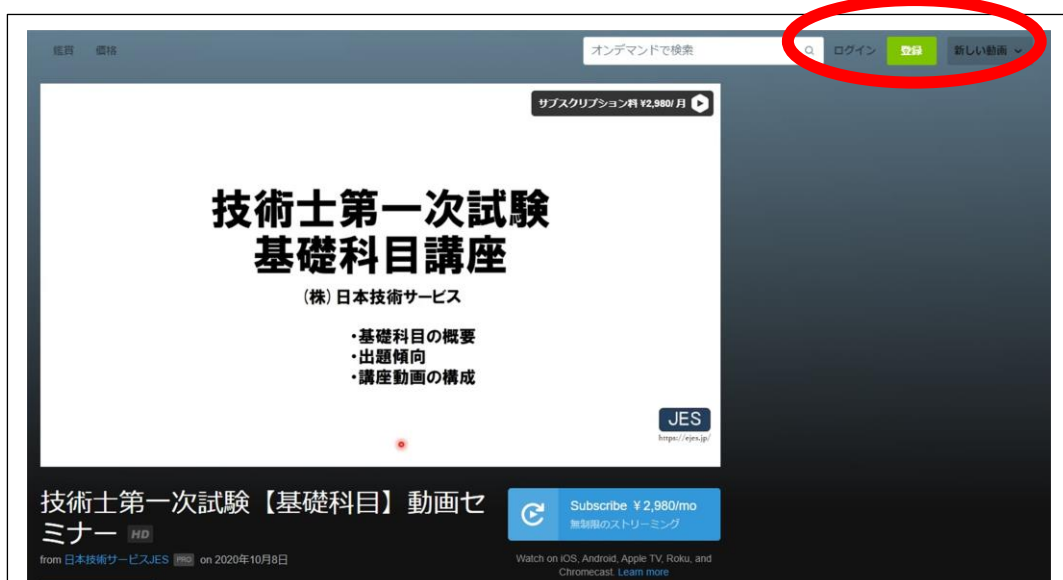 鑑賞 価格 オンデマンドで検索 ログイン 登録 新しい動画
サブスクリプション料 ¥2,980/月
技術士第一次試験
基礎科目講座
(株)日本技術サービス
・基礎科目の概要
・出題傾向
・講座動画の構成
JES
https://ejes.jp/
技術士第一次試験【基礎科目】動画セ
ミナー HD
Subscribe ¥2,980/mo
無制限のストリーミング
from 日本技術サービスJES PRO on 2020年10月8日
Watch on iOS, Android, Apple TV, Roku, and
Chromecast. Learn more